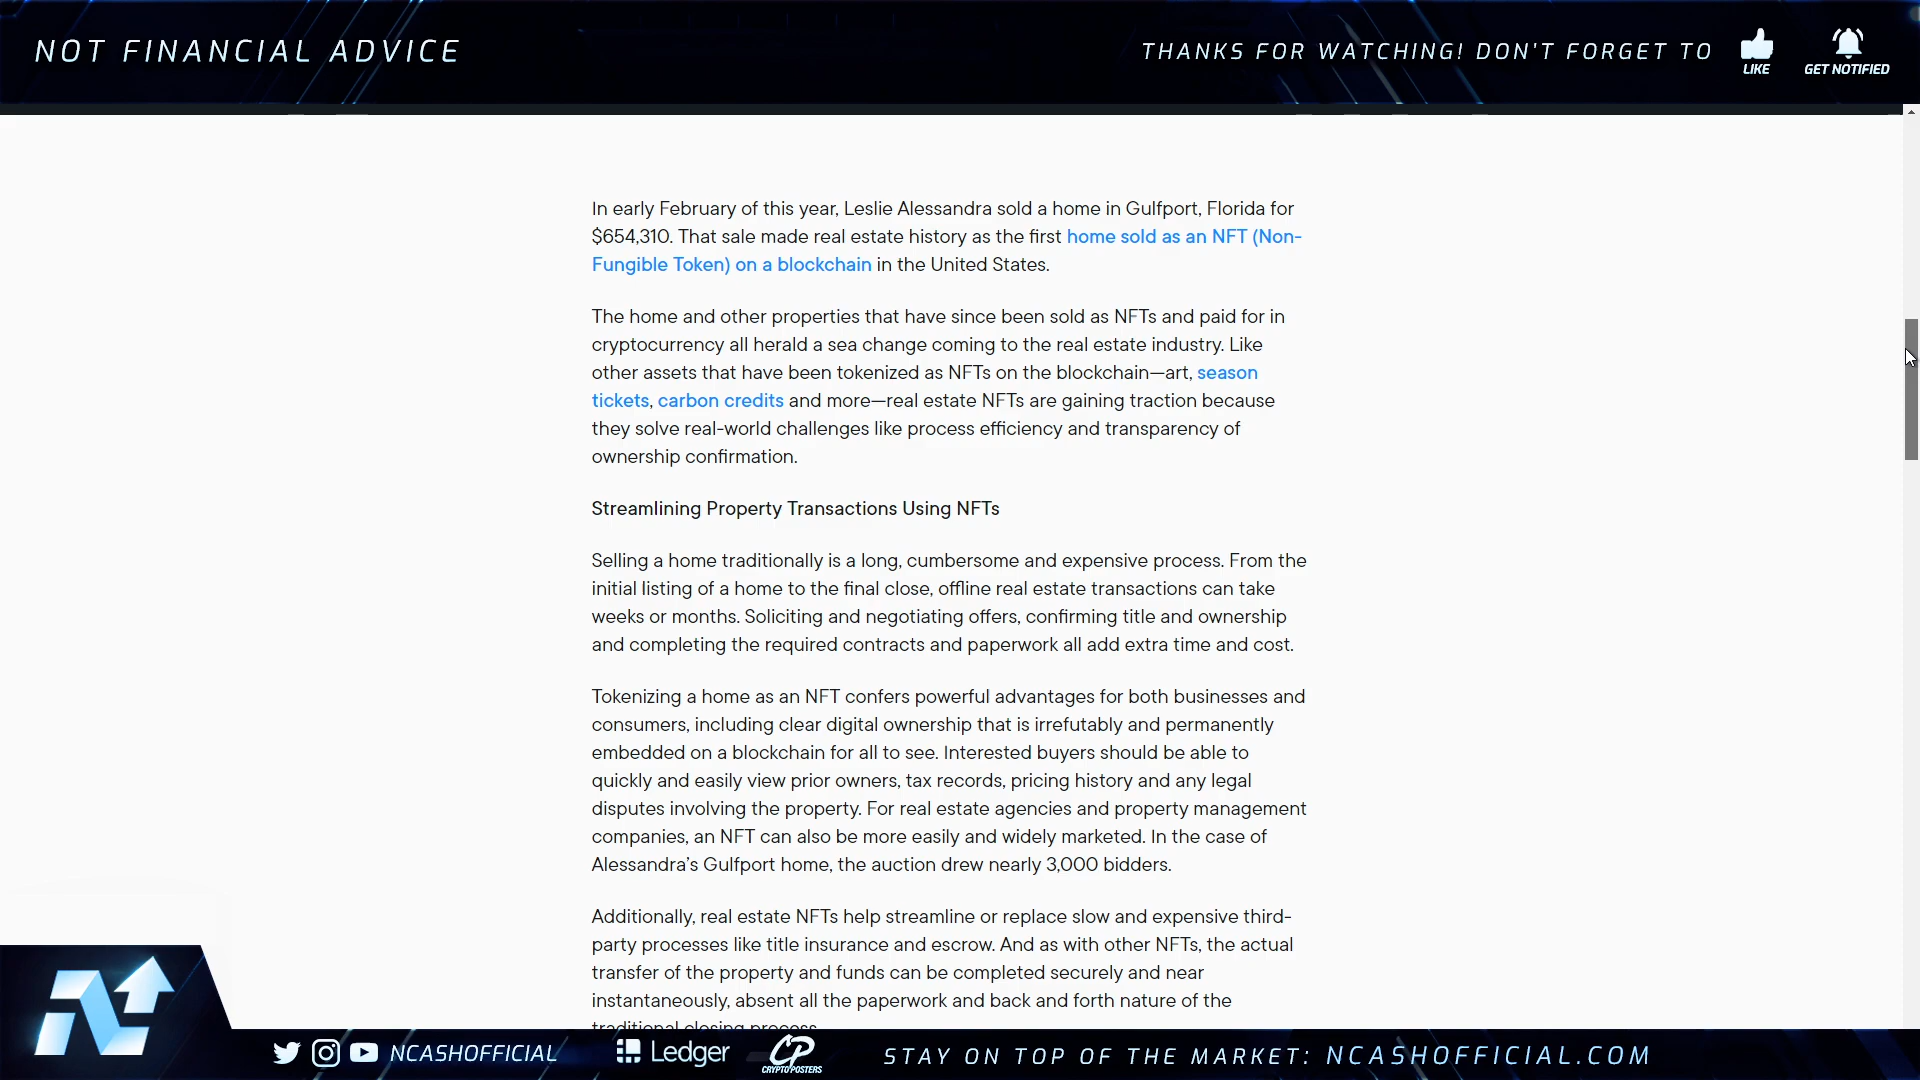 NOT FINANCIAL ADVICE
THANKS FOR WATCHING! DON'T FORGET TO
LIKE
GET NOTIFIED
In early February of this year, Leslie Alessandra sold a home in Gulfport, Florida for
$654,310. That sale made real estate history as the first home sold as an NFT (Non-
Fungible Token) on a blockchain in the United States.
The home and other properties that have since been sold as NFTs and paid for in
cryptocurrency all herald a sea change coming to the real estate industry. Like
other assets that have been tokenized as NFTs on the blockchain—art, season
tickets, carbon credits and more—real estate NFTs are gaining traction because
they solve real-world challenges like process efficiency and transparency of
ownership confirmation.
Streamlining Property Transactions Using NFTs
Selling a home traditionally is a long, cumbersome and expensive process. From the
initial listing of a home to the final close, offline real estate transactions can take
weeks or months. Soliciting and negotiating offers, confirming title and ownership
and completing the required contracts and paperwork all add extra time and cost.
Tokenizing a home as an NFT confers powerful advantages for both businesses and
consumers, including clear digital ownership that is irrefutably and permanently
embedded on a blockchain for all to see. Interested buyers should be able to
quickly and easily view prior owners, tax records, pricing history and any legal
disputes involving the property. For real estate agencies and property management
companies, an NFT can also be more easily and widely marketed. In the case of
Alessandra’s Gulfport home, the auction drew nearly 3,000 bidders.
Additionally, real estate NFTs help streamline or replace slow and expensive third-
party processes like title insurance and escrow. And as with other NFTs, the actual
transfer of the property and funds can be completed securely and near
instantaneously, absent all the paperwork and back and forth nature of the
traditional closing process.
NCASHOFFICIAL
Ledger
CP
CRYPTOPOSTERS
STAY ON TOP OF THE MARKET: NCASHOFFICIAL.COM